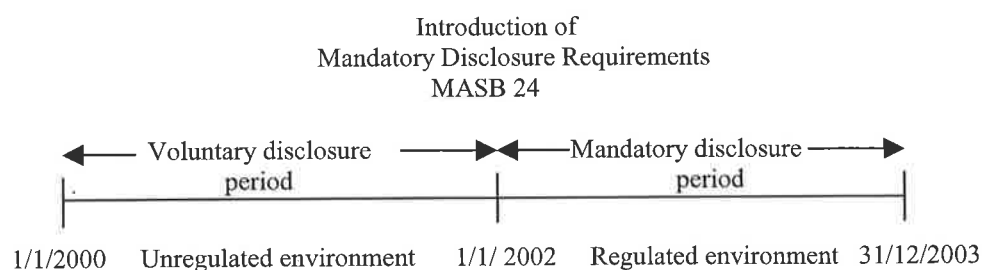 Introduction of
Mandatory Disclosure Requirements
MASB 24
Voluntary disclosure period
Mandatory disclosure period
1/1/2000 Unregulated environment 1/1/ 2002 Regulated environment 31/12/2003